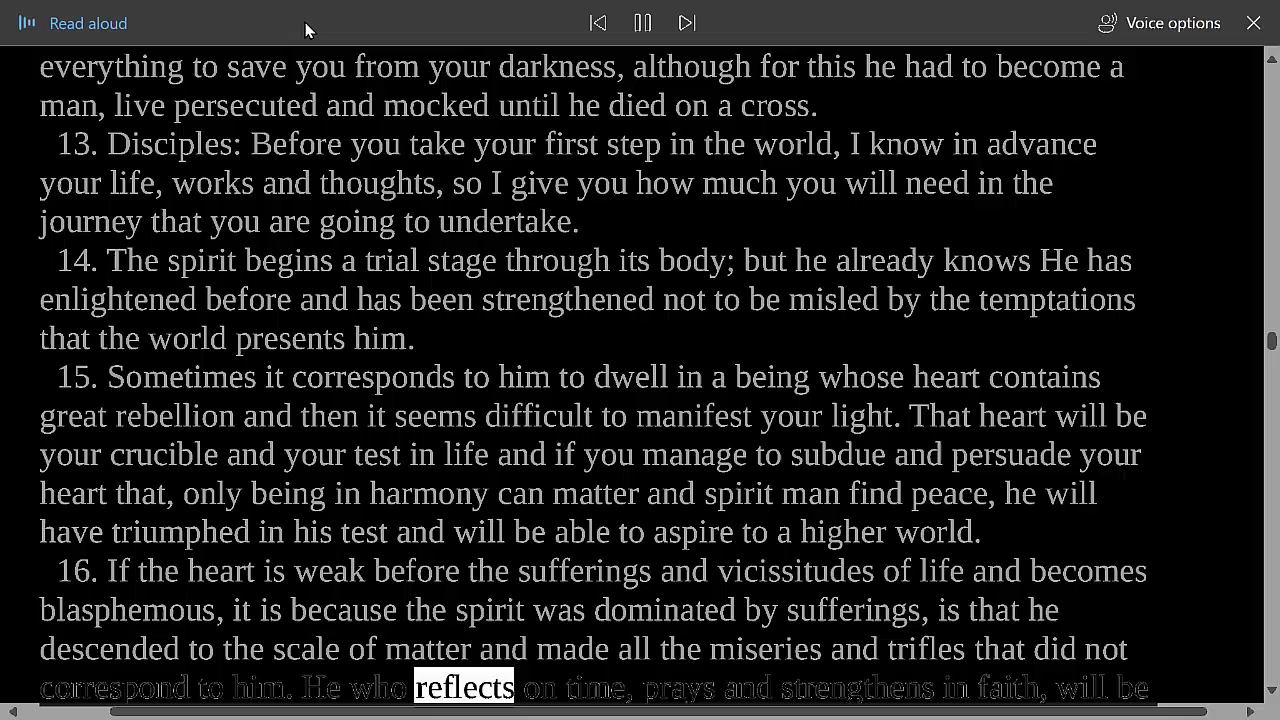 Read aloud
Voice options
everything to save you from your darkness, although for this he had to become a
man, live persecuted and mocked until he died on a cross.
13. Disciples: Before you take your first step in the world, I know in advance
your life, works and thoughts, so I give you how much you will need in the
journey that you are going to undertake.
14. The spirit begins a trial stage through its body; but he already knows He has
enlightened before and has been strengthened not to be misled by the temptations
that the world presents him.
15. Sometimes it corresponds to him to dwell in a being whose heart contains
great rebellion and then it seems difficult to manifest your light. That heart will be
your crucible and your test in life and if you manage to subdue and persuade your
heart that, only being in harmony can matter and spirit man find peace, he will
have triumphed in his test and will be able to aspire to a higher world.
16. If the heart is weak before the sufferings and vicissitudes of life and becomes
blasphemous, it is because the spirit was dominated by sufferings, is that he
descended to the scale of matter and made all the miseries and trifles that did not
correspond to him. He who reflects on time, prays and strengthens in faith, will be